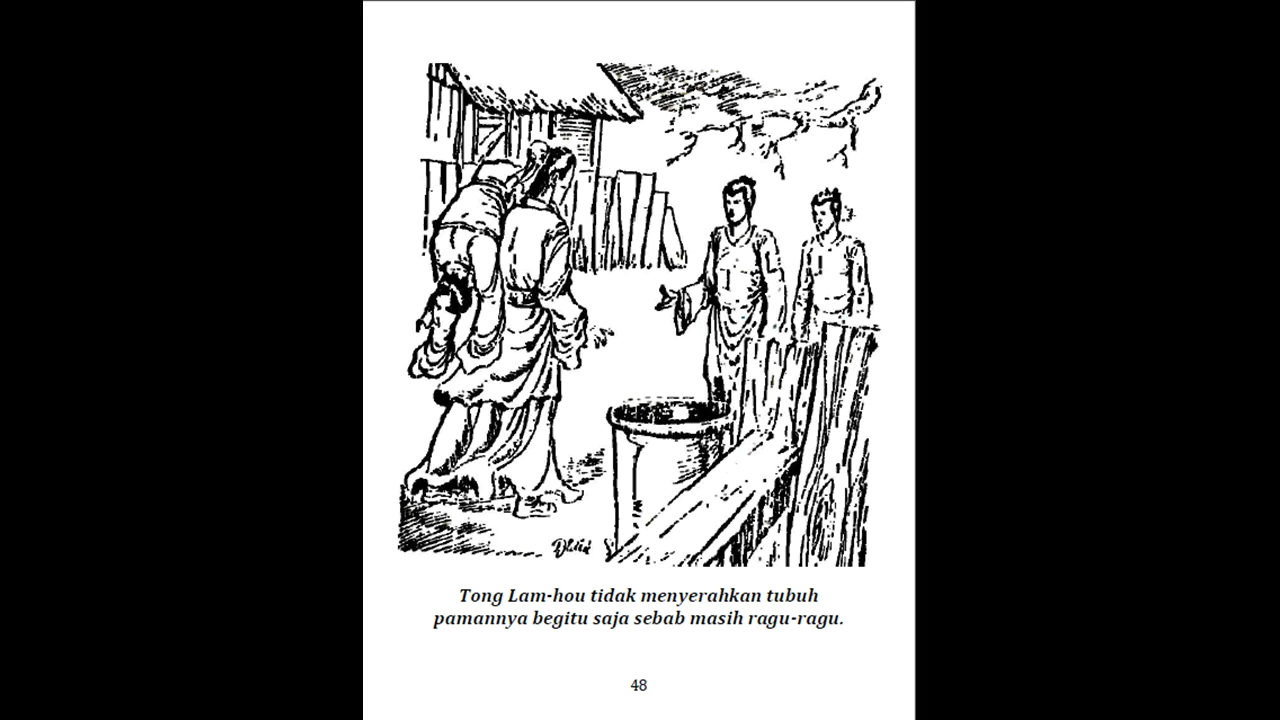 Tong Lam-hou tidak menyerahkan tubuh
pamannya begitu saja sebab masih ragu-ragu.
48